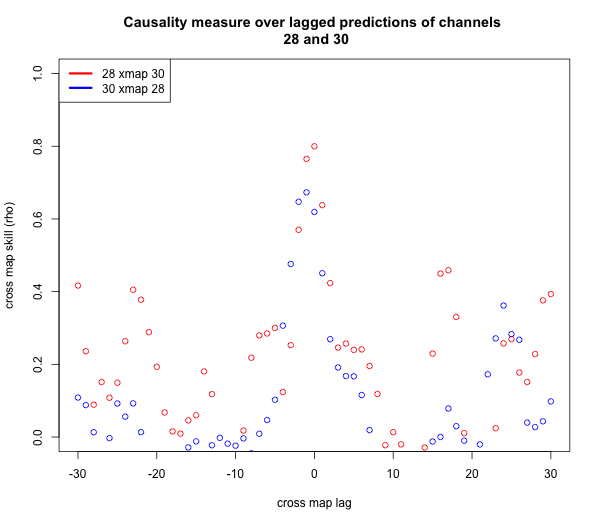 Causality measure over lagged predictions of channels
28 and 30
28 xmap 30
30 xmap 28
cross map skill (rho)
1.0
0.8
0.6
0.4
0.2
0.0
-30 -20 -10 0 10 20 30
cross map lag